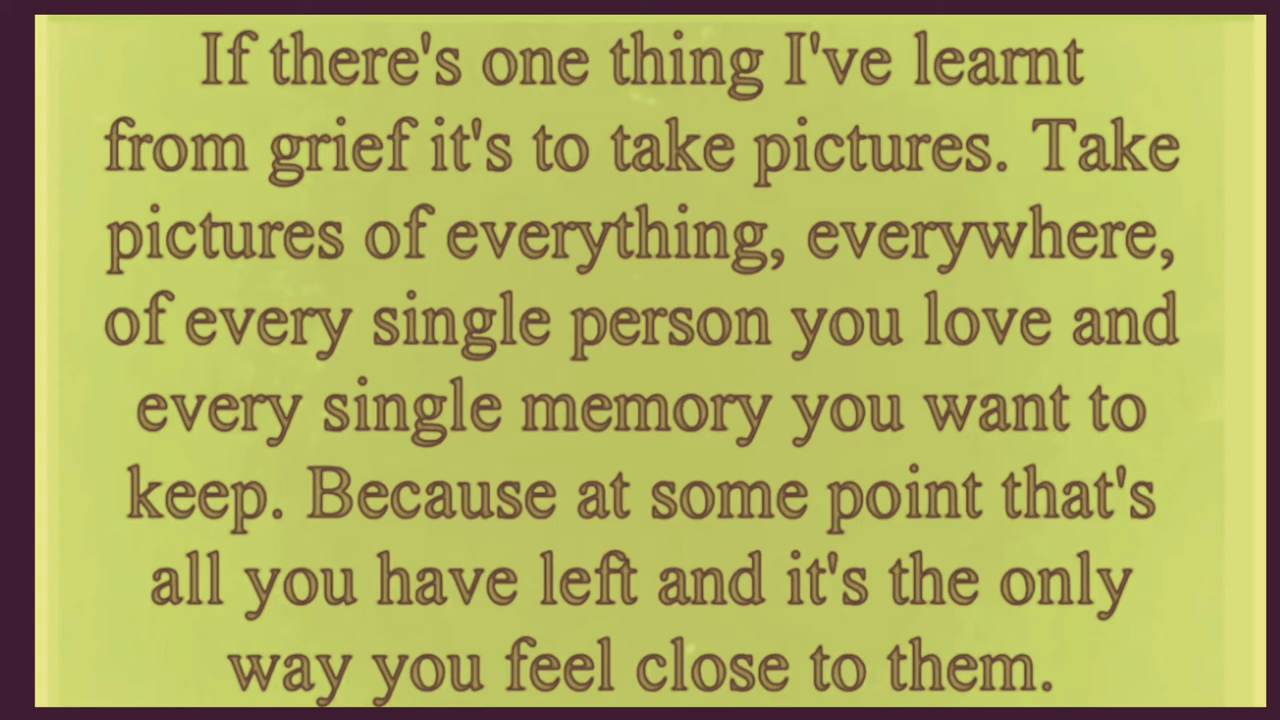 If there's one thing I've learnt
from grief it's to take pictures. Take
pictures of everything, everywhere,
of every single person you love and
every single memory you want to
keep. Because at some point that's
all you have left and it's the only
way you feel close to them.